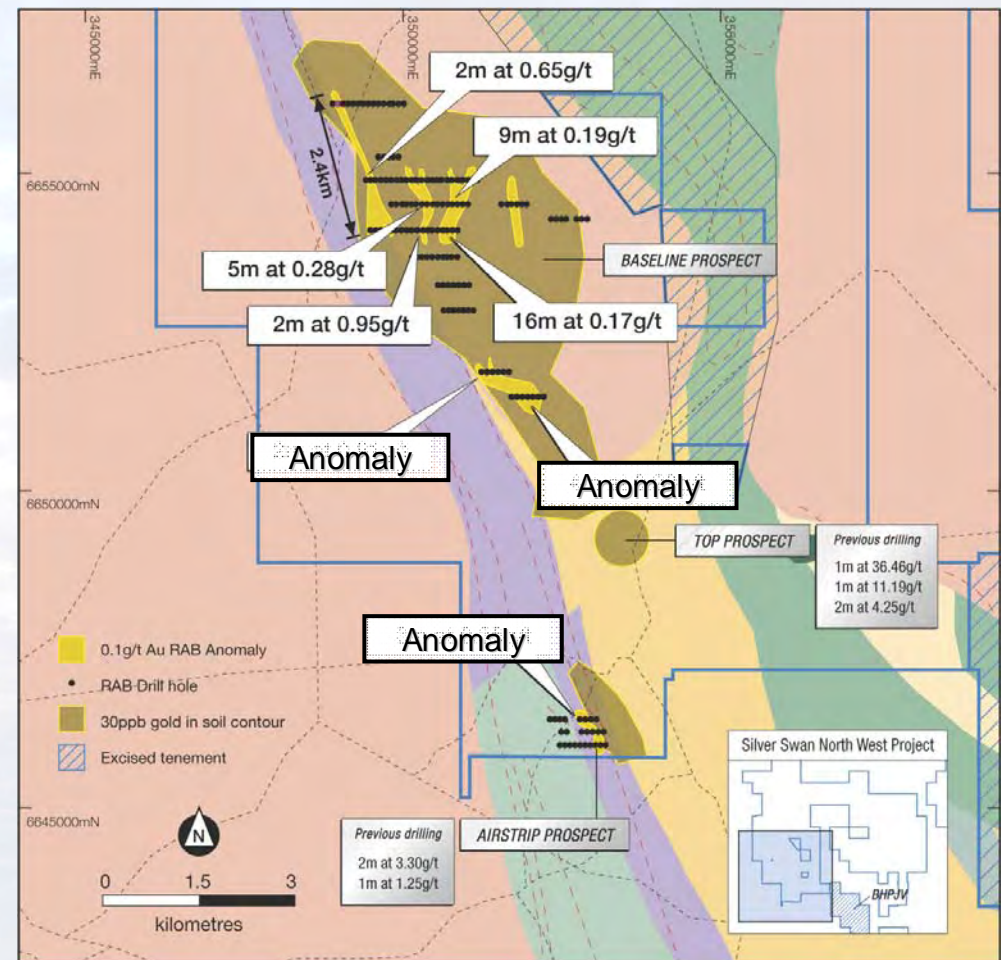 345000mE
350000mE
355000mE
2m at 0.65g/t
9m at 0.19g/t
6655000mN
2.4km
5m at 0.28g/t
BASELINE PROSPECT
2m at 0.95g/t
16m at 0.17g/t
Anomaly
Anomaly
6650000mN
TOP PROSPECT
Previous drilling
1m at 36.46g/t
1m at 11.19g/t
2m at 4.25g/t
Anomaly
0.1g/t Au RAB Anomaly
RAB Drill hole
30ppb gold in soil contour
Excised tenement
Silver Swan North West Project
BHPJV
6645000mN
N
0 1.5 3
kilometres
Previous drilling
2m at 3.30g/t
1m at 1.25g/t
AIRSTRIP PROSPECT